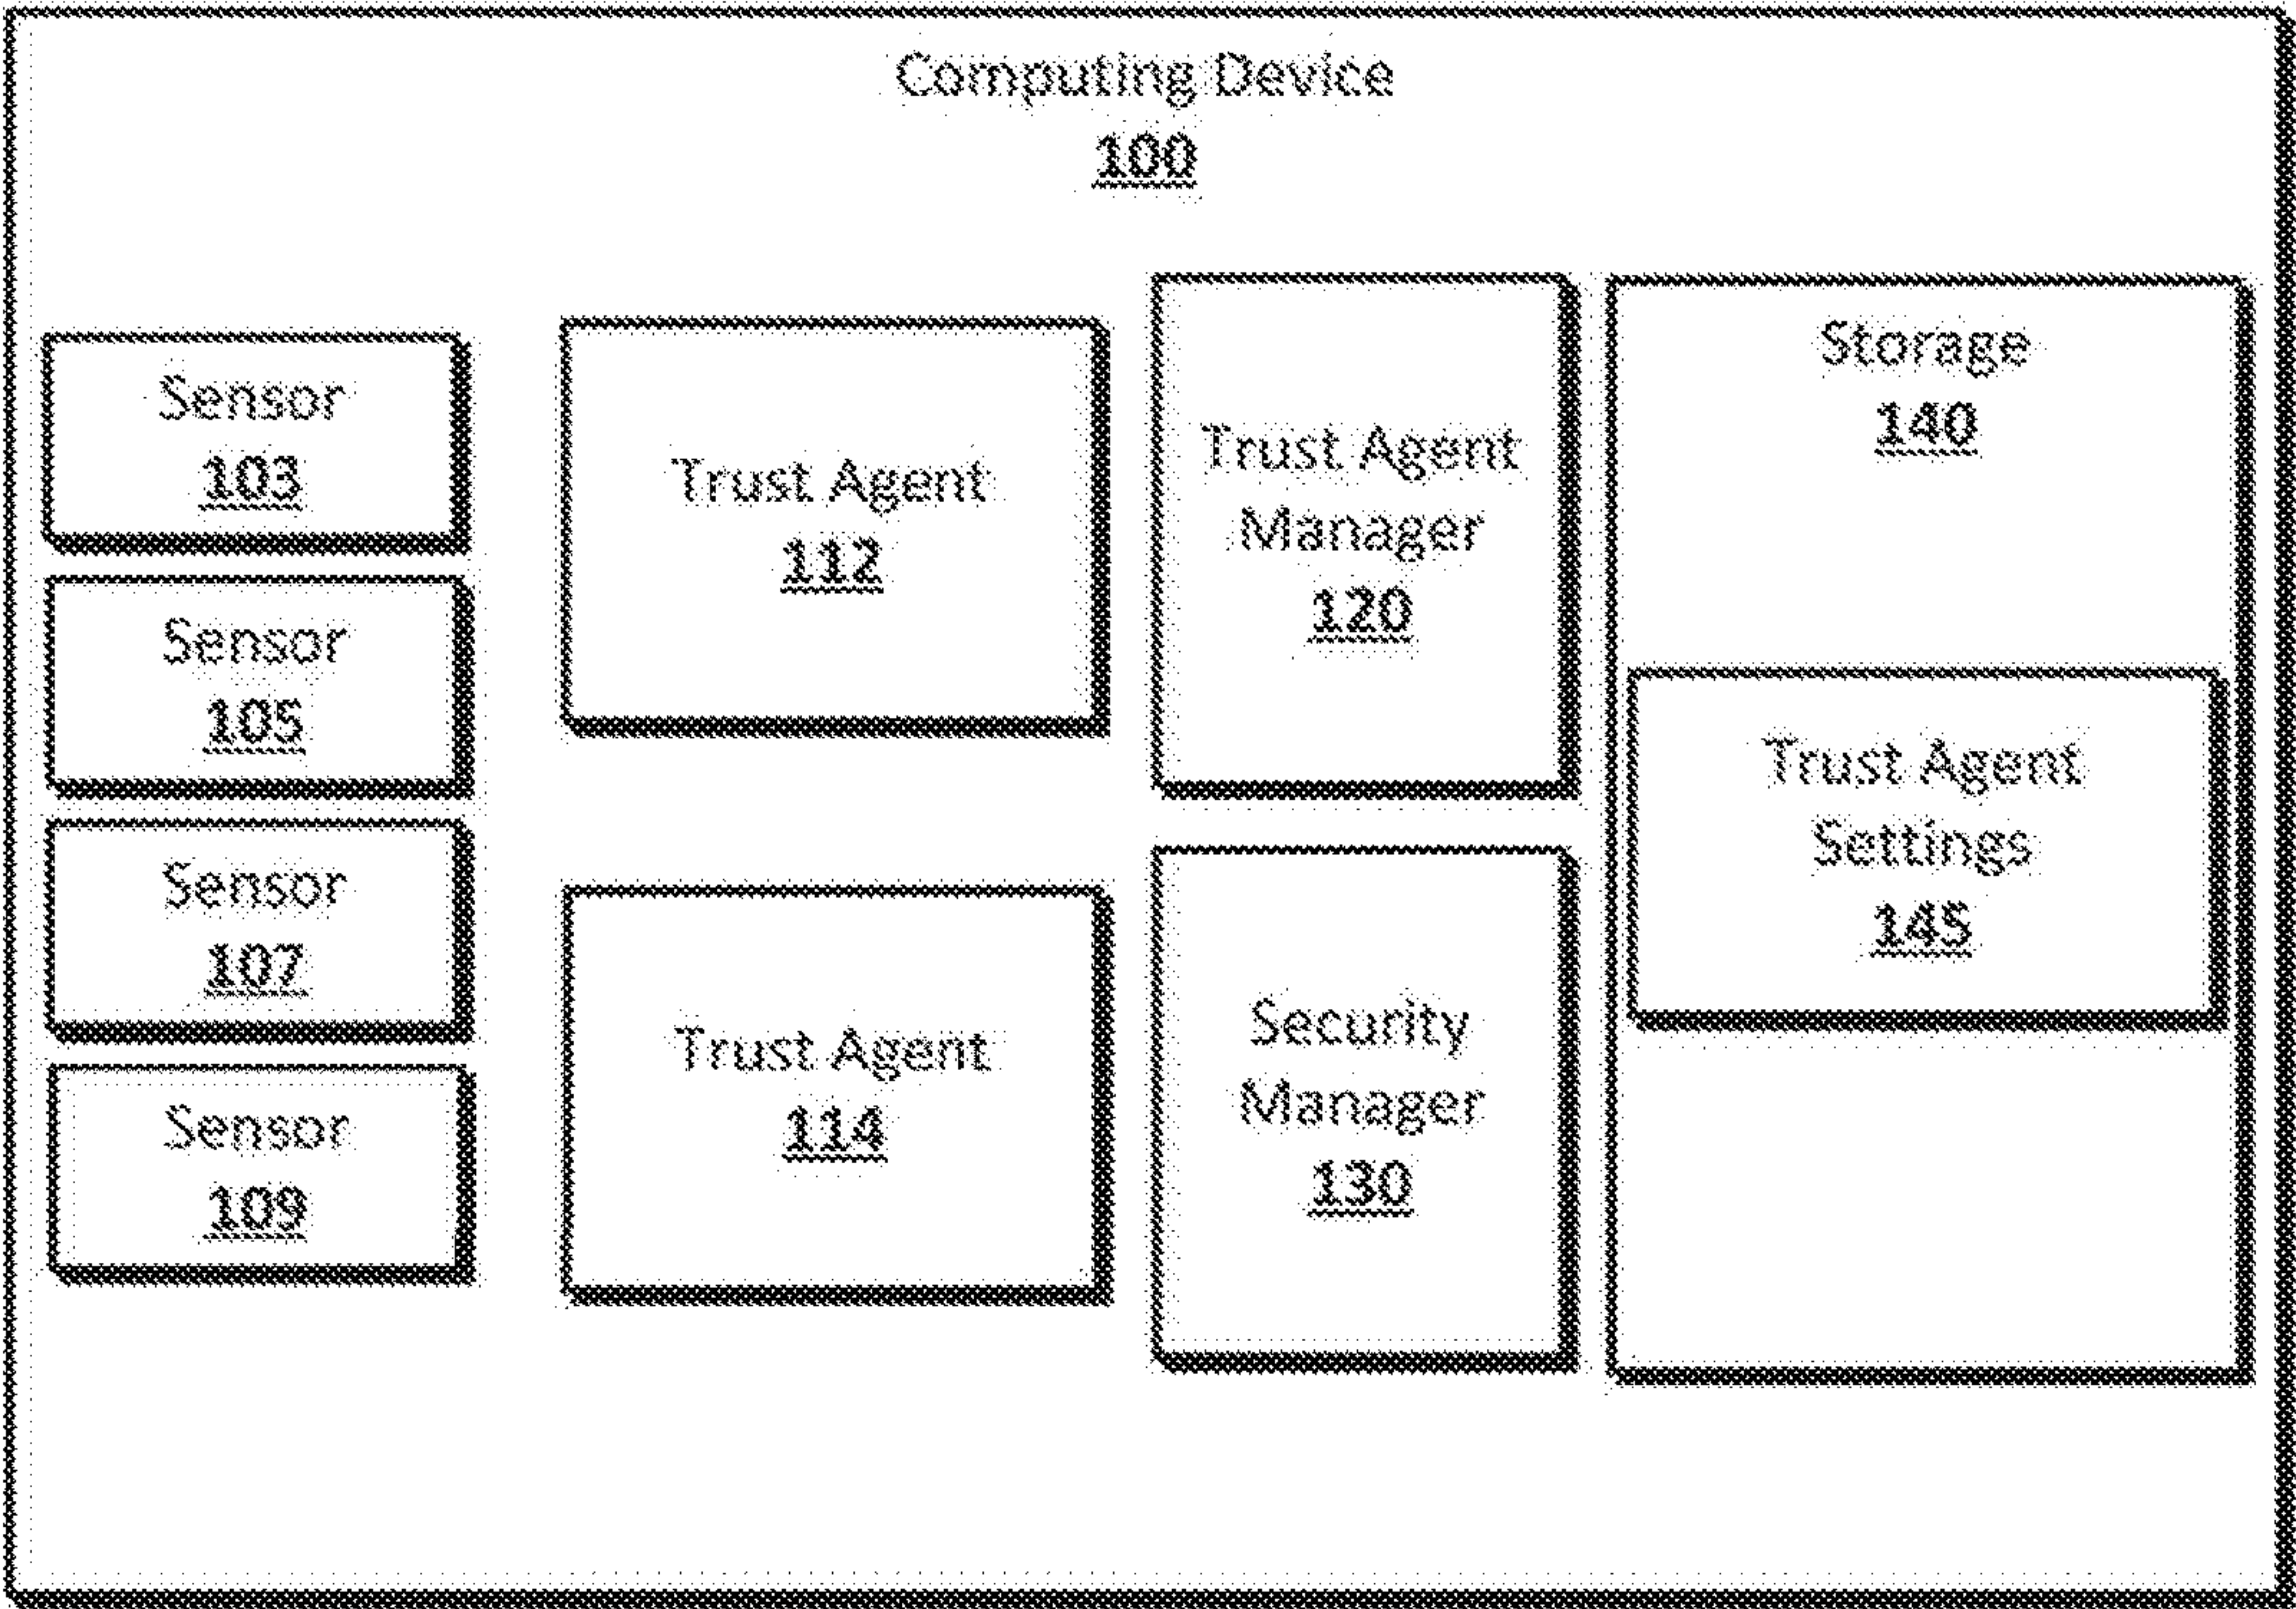 Computing Device
100
Sensor
103
Sensor
105
Sensor
107
Sensor
109
Trust Agent
112
Trust Agent
114
Trust Agent
Manager
120
Security
Manager
130
Storage
140
Trust Agent
Settings
145